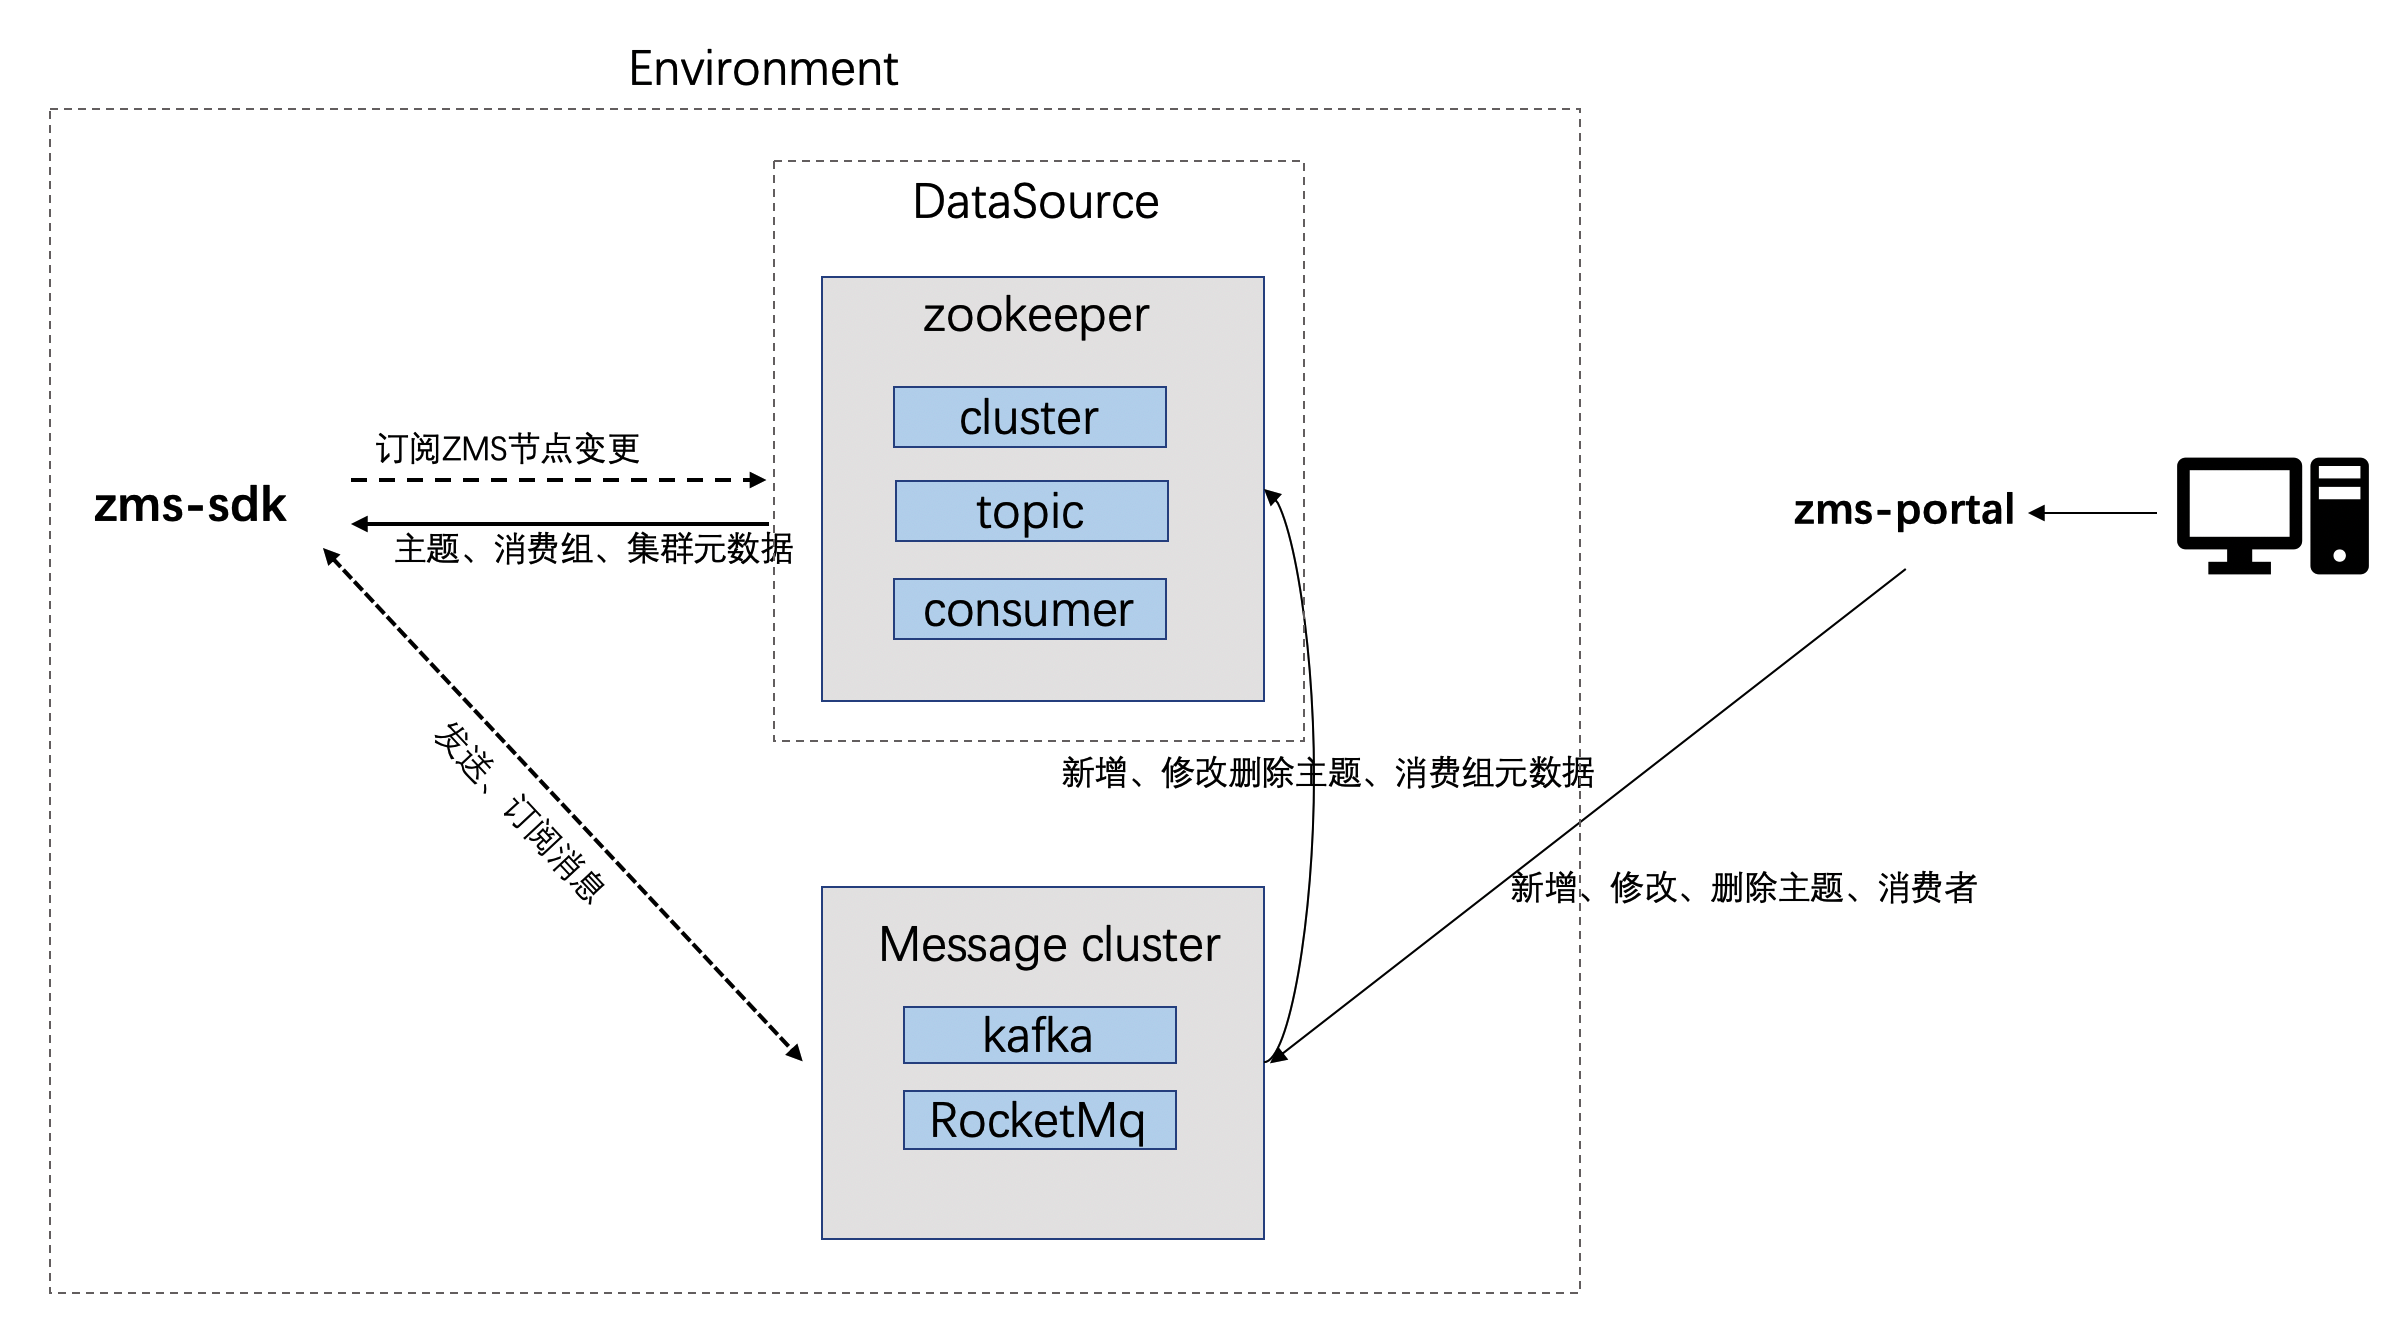 Environment
DataSource
zookeeper
cluster
topic
consumer
订阅ZMS节点变更
zms-sdk
主题、消费组、集群元数据
zms-portal
发送、订阅消息
新增、修改删除主题、消费组元数据
新增、修改、删除主题、消费者
Message cluster
kafka
RocketMq